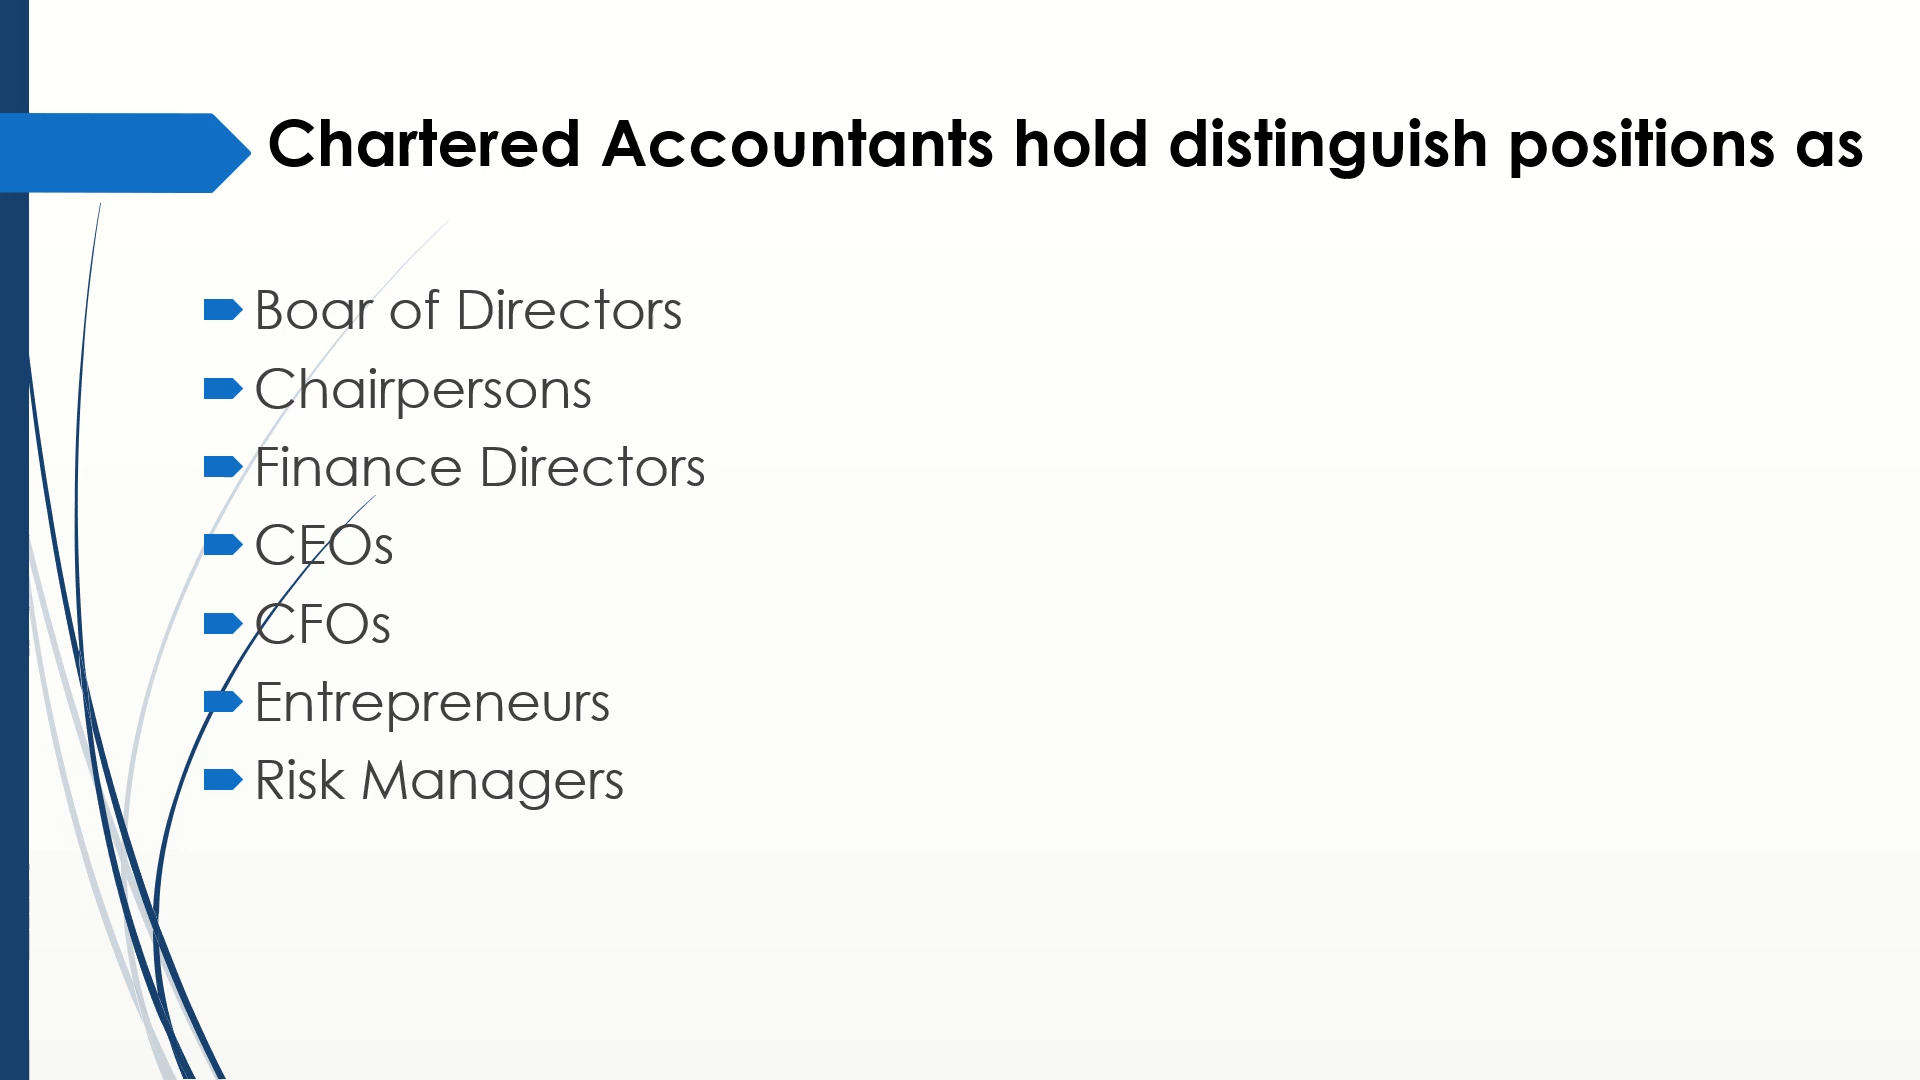 Chartered Accountants hold distinguish positions as
Boar of Directors
Chairpersons
Finance Directors
CEOs
CFOs
Entrepreneurs
Risk Managers